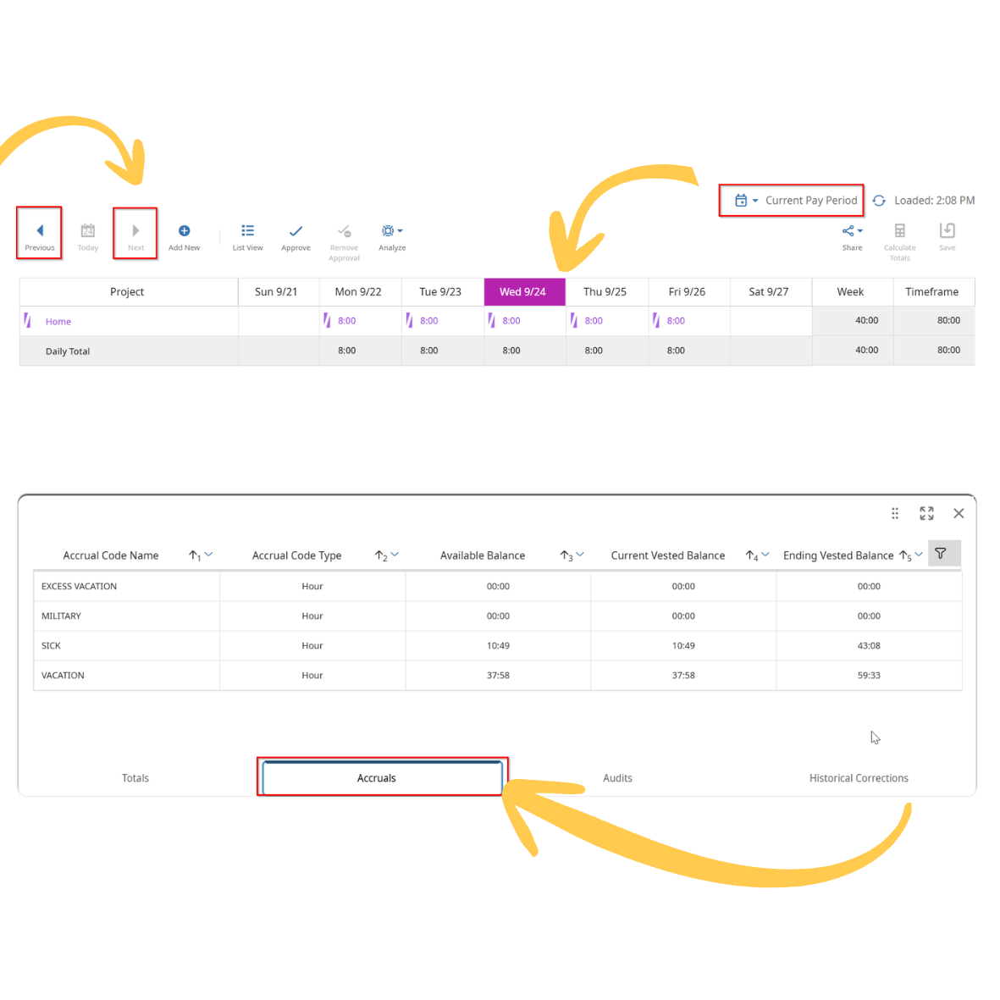 Current Pay Period Loaded: 2:08 PM
Previous Today Next Add New List View Approve Remove Approval Analyze Share Calculate Totals Save
Project Sun 9/21 Mon 9/22 Tue 9/23 Wed 9/24 Thu 9/25 Fri 9/26 Sat 9/27 Week Timeframe
Home 8:00 8:00 8:00 8:00 8:00 40:00 80:00
Daily Total 8:00 8:00 8:00 8:00 8:00 40:00 80:00
Accrual Code Name 1 Accrual Code Type 2 Available Balance 3 Current Vested Balance 4 Ending Vested Balance 5
EXCESS VACATION Hour 00:00 00:00 00:00
MILITARY Hour 00:00 00:00 00:00
SICK Hour 10:49 10:49 43:08
VACATION Hour 37:58 37:58 59:33
Totals Accruals Audits Historical Corrections